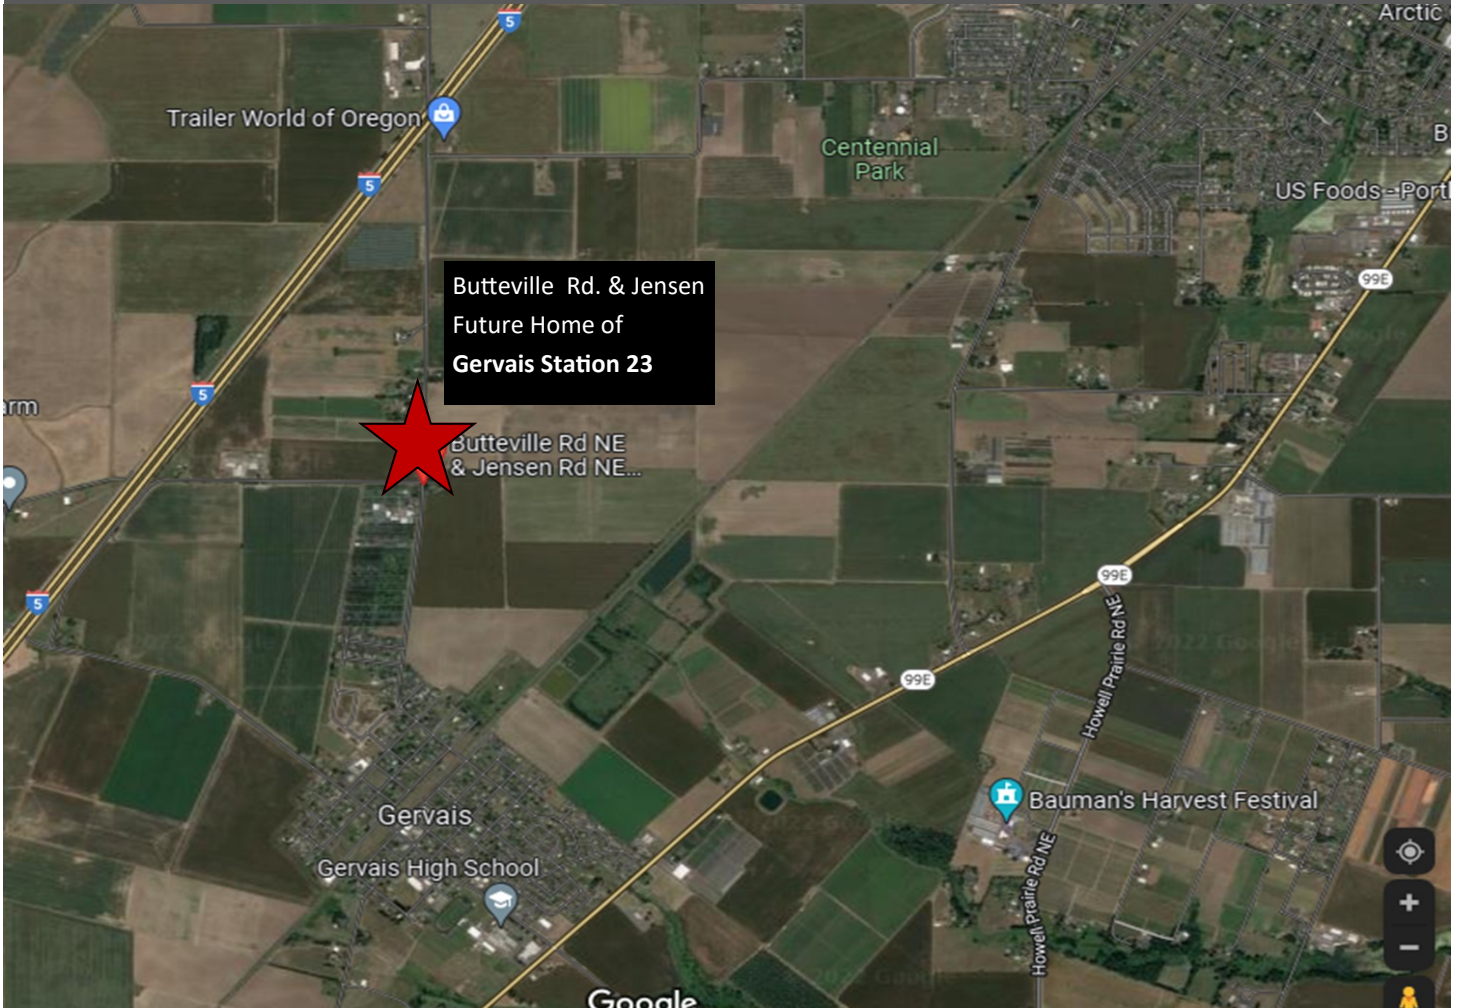 Arctic
5
Trailer World of Oregon
Centennial
Park
5
US Foods - Portl
99E
Butteville Rd. & Jensen
Future Home of
Gervais Station 23
5
arm
Butteville Rd NE
& Jensen Rd NE...
99E
5
Howell Prairie Rd NE
99E
Bauman's Harvest Festival
Gervais
Gervais High School
Howell Prairie Rd NE
Google